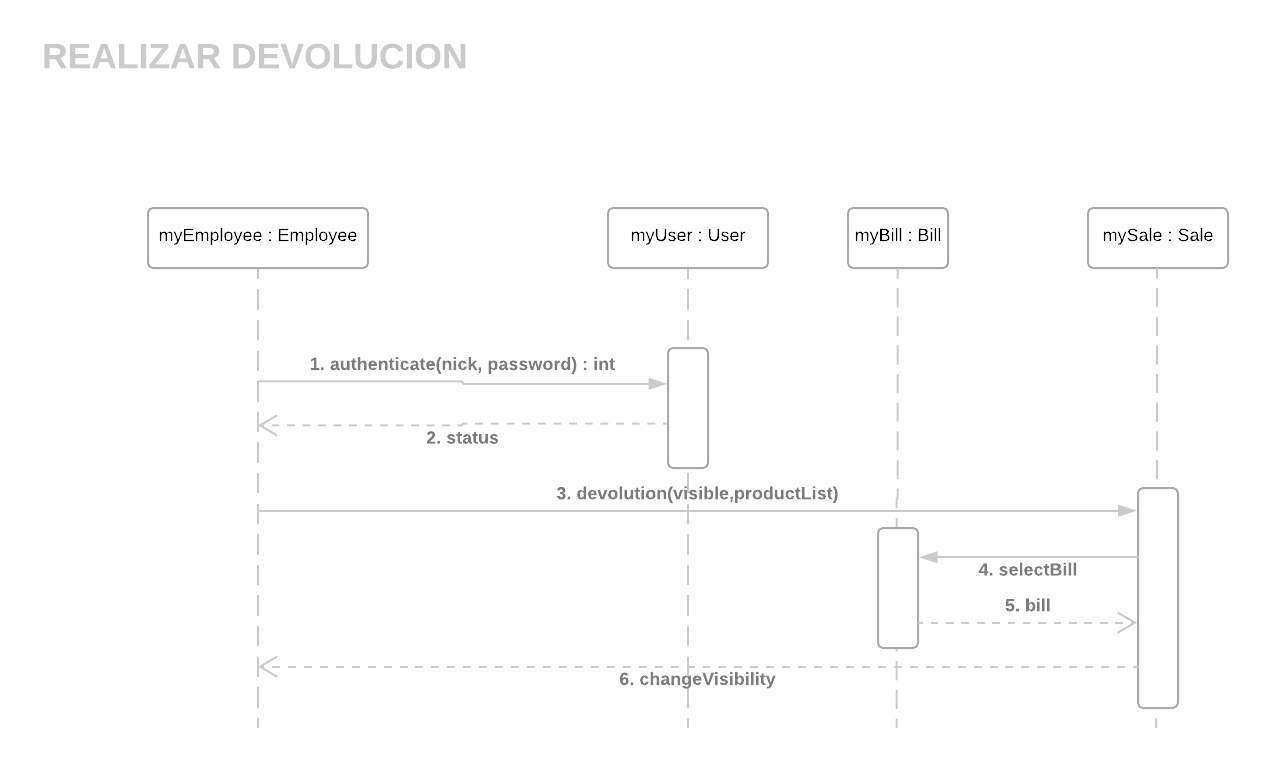 REALIZAR DEVOLUCION
myEmployee : Employee
myUser : User
myBill : Bill
mySale : Sale
1. authenticate(nick, password) : int
2. status
3. devolution(visible,productList)
4. selectBill
5. bill
6. changeVisibility